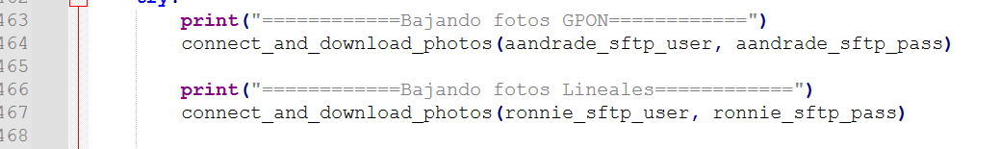 463 print("============Bajando fotos GPON============")
464 connect_and_download_photos(aandrade_sftp_user, aandrade_sftp_pass)
465
466 print("============Bajando fotos Lineales============")
467 connect_and_download_photos(ronnie_sftp_user, ronnie_sftp_pass)
468